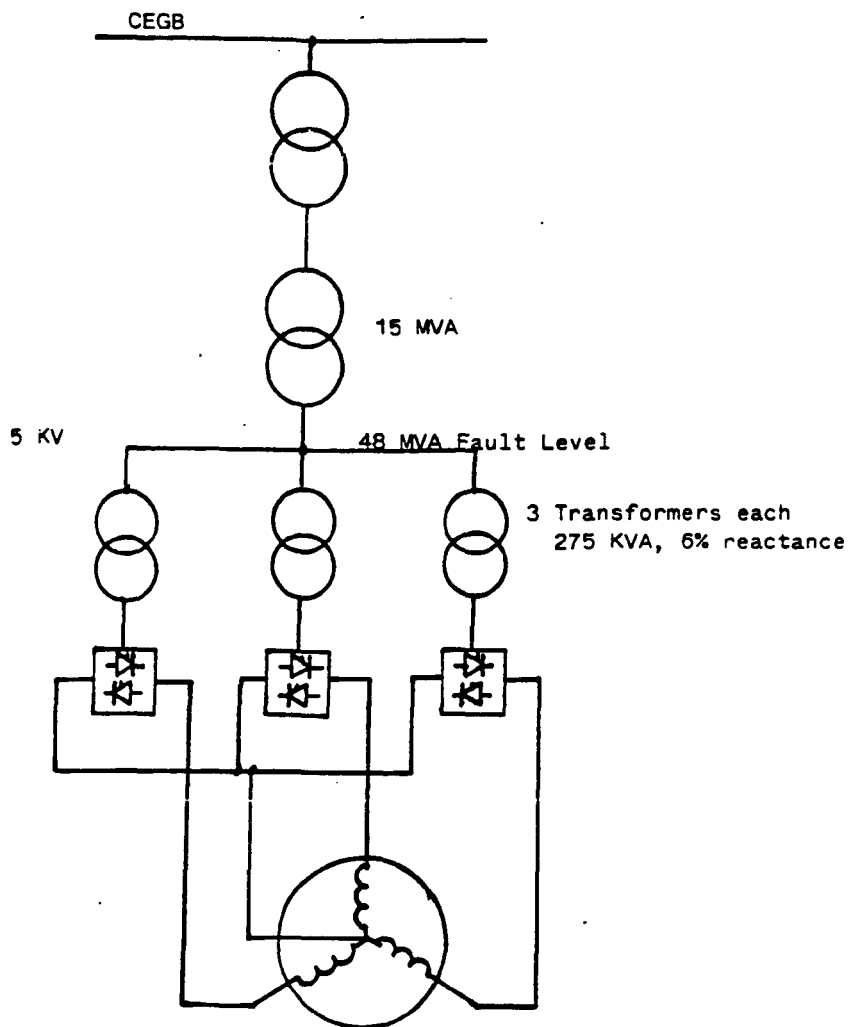 CEGB
15 MVA
5 KV
48 MVA Fault Level
3 Transformers each
275 KVA, 6% reactance